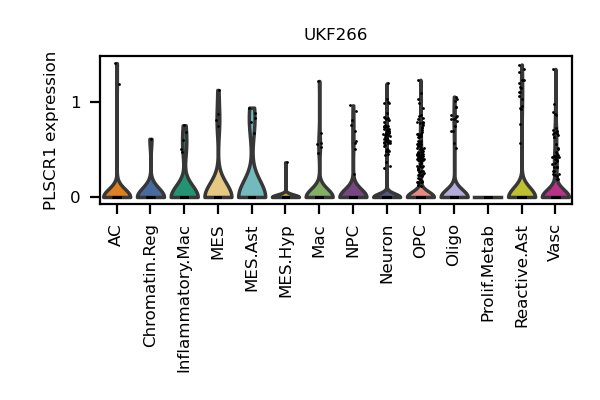 UKF266
PLSCR1 expression
1
0
AC
Chromatin.Reg
Inflammatory.Mac
MES
MES.Ast
MES.Hyp
Mac
NPC
Neuron
OPC
Oligo
Prolif.Metab
Reactive.Ast
Vasc